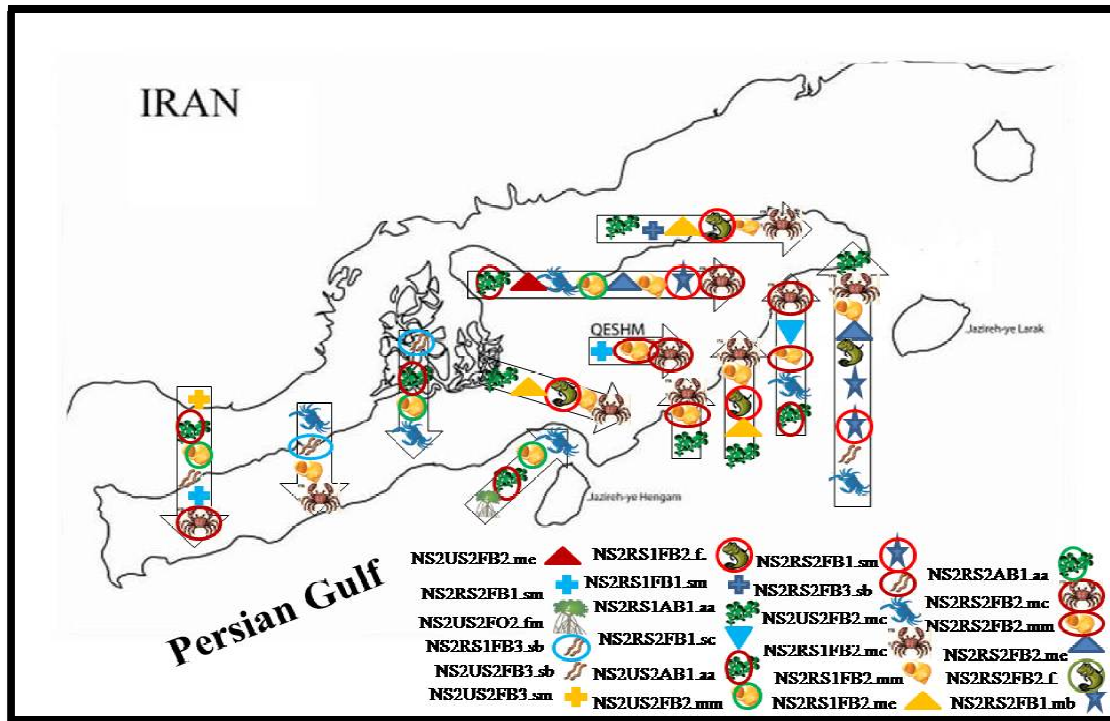 IRAN
QESHM
Jazireh-ye Larak
Jazireh-ye Hengam
Persian Gulf
NS2US2FB2.me NS2RS1FB2.f. NS2RS2FB1.sm NS2RS2AB1.aa
NS2RS2FB1.sm NS2RS1FB1.sm NS2RS2FB3.sb NS2RS2FB2.mc
NS2US2FO2.fm NS2RS1AB1.aa NS2US2FB2.mc NS2RS2FB2.mm
NS2RS1FB3.sb NS2RS2FB1.sc NS2RS1FB2.mc NS2RS2FB2.me
NS2US2FB3.sb NS2US2AB1.aa NS2RS1FB2.mm NS2RS2FB2.f.
NS2US2FB3.sm NS2US2FB2.mm NS2RS1FB2.me NS2RS2FB1.mb